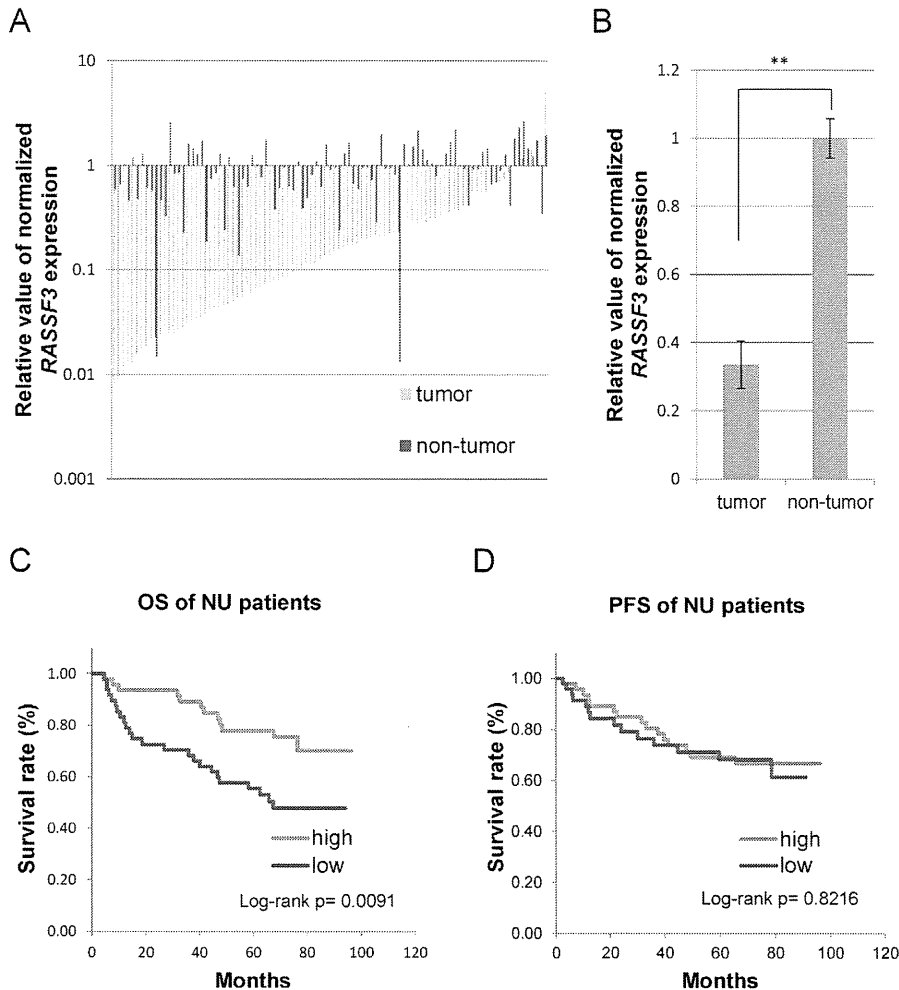 A
Relative value of normalized
RASSF3 expression
10
1
0.1
0.01
0.001
tumor
non-tumor
B
Relative value of normalized
RASSF3 expression
1.2
1
0.8
0.6
0.4
0.2
0
**
tumor
non-tumor
C
OS of NU patients
Survival rate (%)
1.00
0.80
0.60
0.40
0.20
0.00
high
low
Log-rank p= 0.0091
0 20 40 60 80 100 120
Months
D
PFS of NU patients
Survival rate (%)
1.00
0.80
0.60
0.40
0.20
0.00
high
low
Log-rank p= 0.8216
0 20 40 60 80 100 120
Months